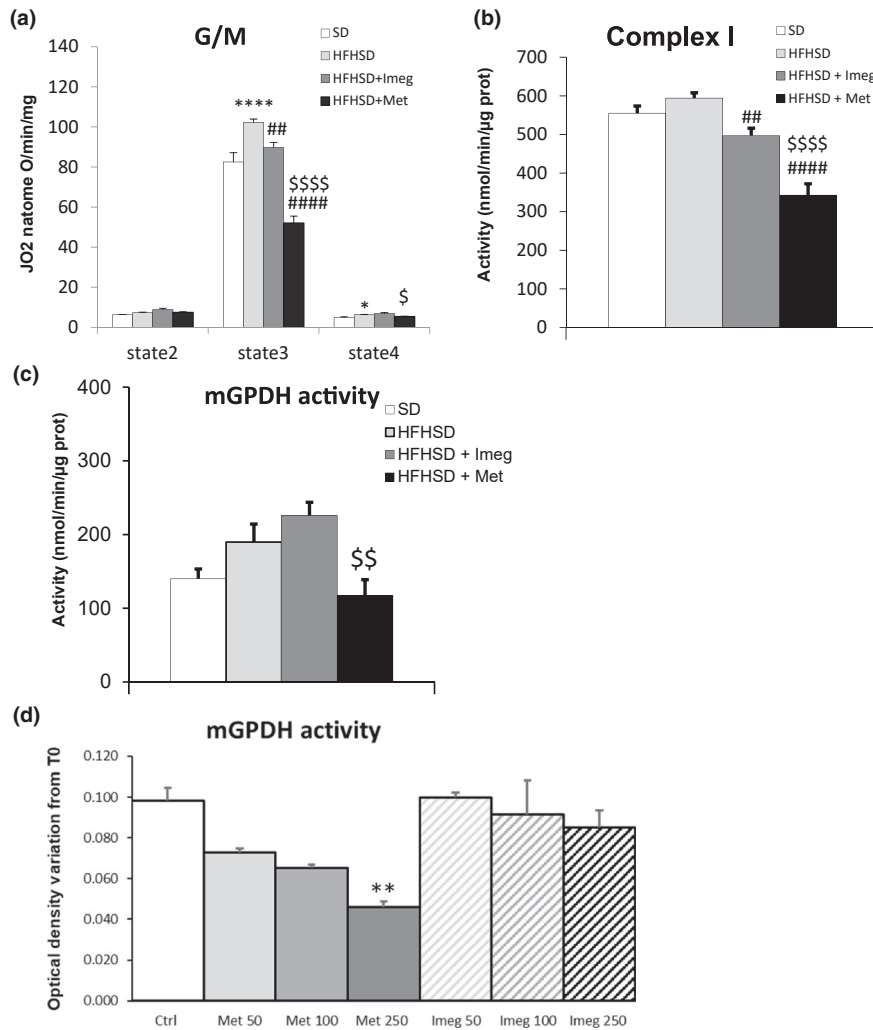 (a)
G/M
SD
HFHSD
HFHSD+Imeg
HFHSD+Met
JO2 natome O/min/mg
140
120
100
80
60
40
20
0
****
##
$$$$
####
*
$
state2 state3 state4
(b)
Complex I
SD
HFHSD
HFHSD + Imeg
HFHSD + Met
Activity (nmol/min/µg prot)
700
600
500
400
300
200
100
0
##
$$$$
####
(c)
mGPDH activity
SD
HFHSD
HFHSD + Imeg
HFHSD + Met
Activity (nmol/min/µg prot)
400
300
200
100
0
$$
(d)
mGPDH activity
Optical density variation from T0
0.120
0.100
0.080
0.060
0.040
0.020
0.000
**
Ctrl Met 50 Met 100 Met 250 Imeg 50 Imeg 100 Imeg 250